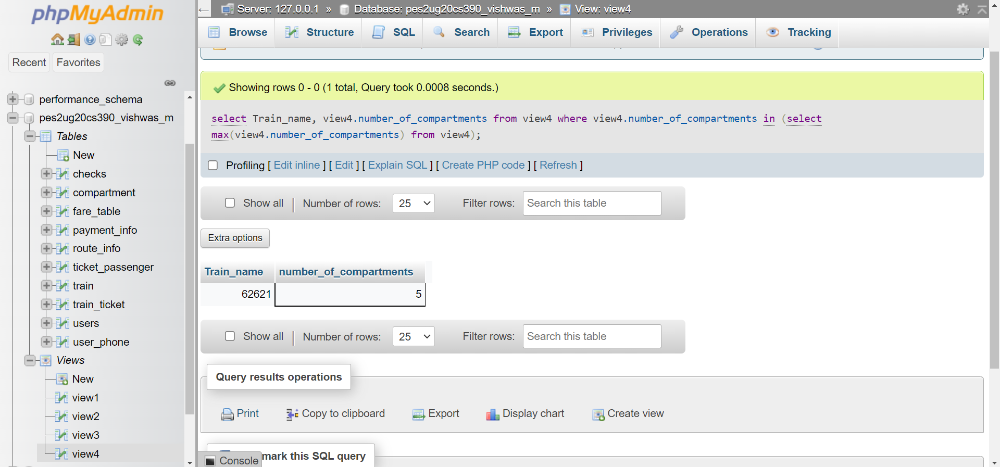 phpMyAdmin
Recent
Favorites
performance_schema
pes2ug20cs390_vishwas_m
Tables
New
checks
compartment
fare_table
payment_info
route_info
ticket_passenger
train
train_ticket
users
user_phone
Views
New
view1
view2
view3
view4
Server: 127.0.0.1 » Database: pes2ug20cs390_vishwas_m » View: view4
Browse Structure SQL Search Export Privileges Operations Tracking
Showing rows 0 - 0 (1 total, Query took 0.0008 seconds.)
select Train_name, view4.number_of_compartments from view4 where view4.number_of_compartments in (select
max(view4.number_of_compartments) from view4);
Profiling [ Edit inline ] [ Edit ] [ Explain SQL ] [ Create PHP code ] [ Refresh ]
Show all Number of rows: 25 Filter rows: Search this table
Extra options
Train_name number_of_compartments
62621 5
Show all Number of rows: 25 Filter rows: Search this table
Query results operations
Print Copy to clipboard Export Display chart Create view
mark this SQL query
Console